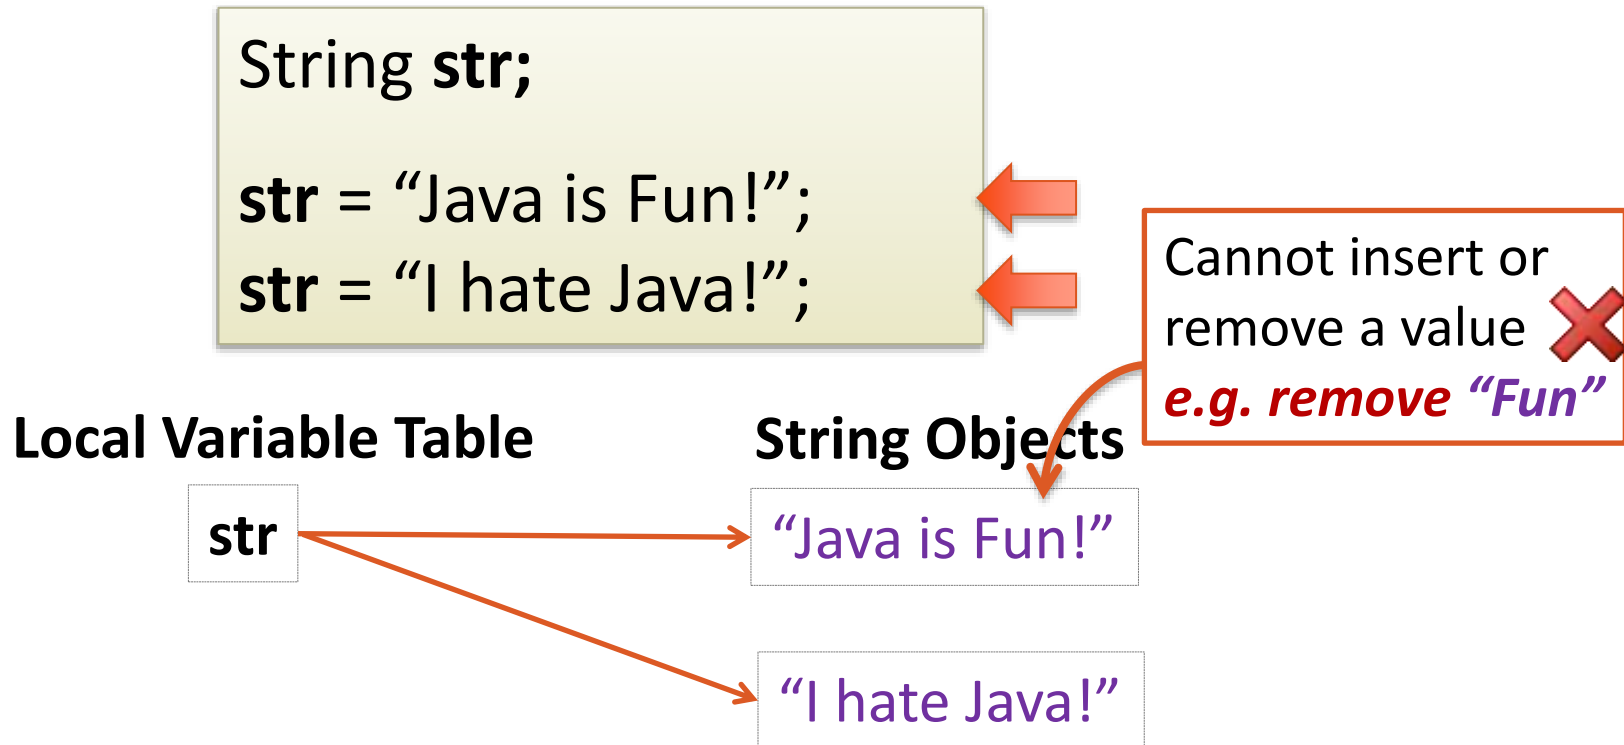 String str;
str = “Java is Fun!”;
str = “I hate Java!”;
Cannot insert or
remove a value
e.g. remove “Fun”
Local Variable Table
String Objects
str
“Java is Fun!”
“I hate Java!”